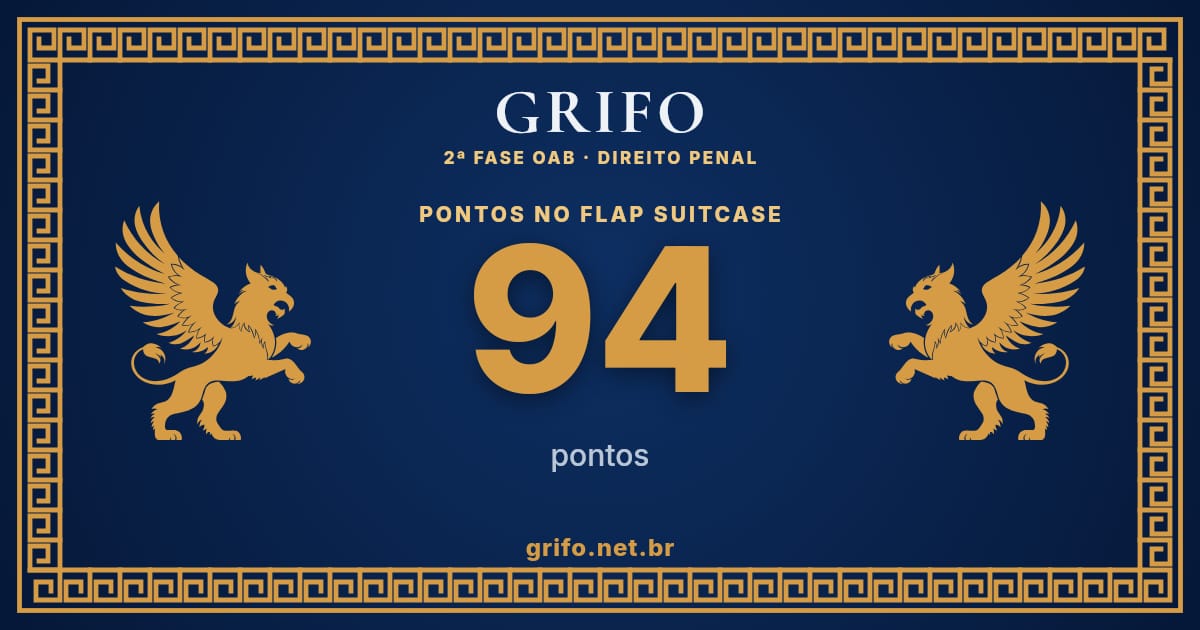 GRIFO
2ª FASE OAB · DIREITO PENAL
PONTOS NO FLAP SUITCASE
94
pontos
grifo.net.br